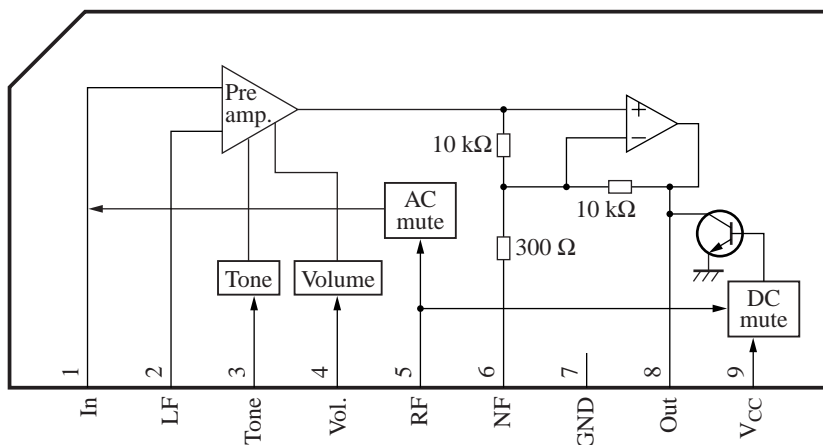 Pre
amp.
+
−
10 kΩ
10 kΩ
AC
mute
300 Ω
Tone
Volume
DC
mute
1
2
3
4
5
6
7
8
9
In
LF
Tone
Vol.
RF
NF
GND
Out
VCC